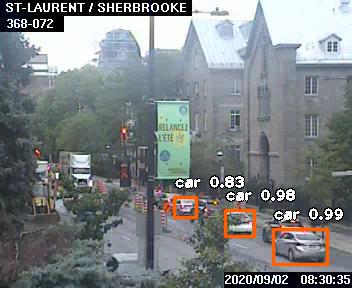 ST-LAURENT / SHERBROOKE
368-072
RELANCEZ
L'ÉTÉ
car 0.83
car 0.98
car 0.99
2020/09/02 08:30:35